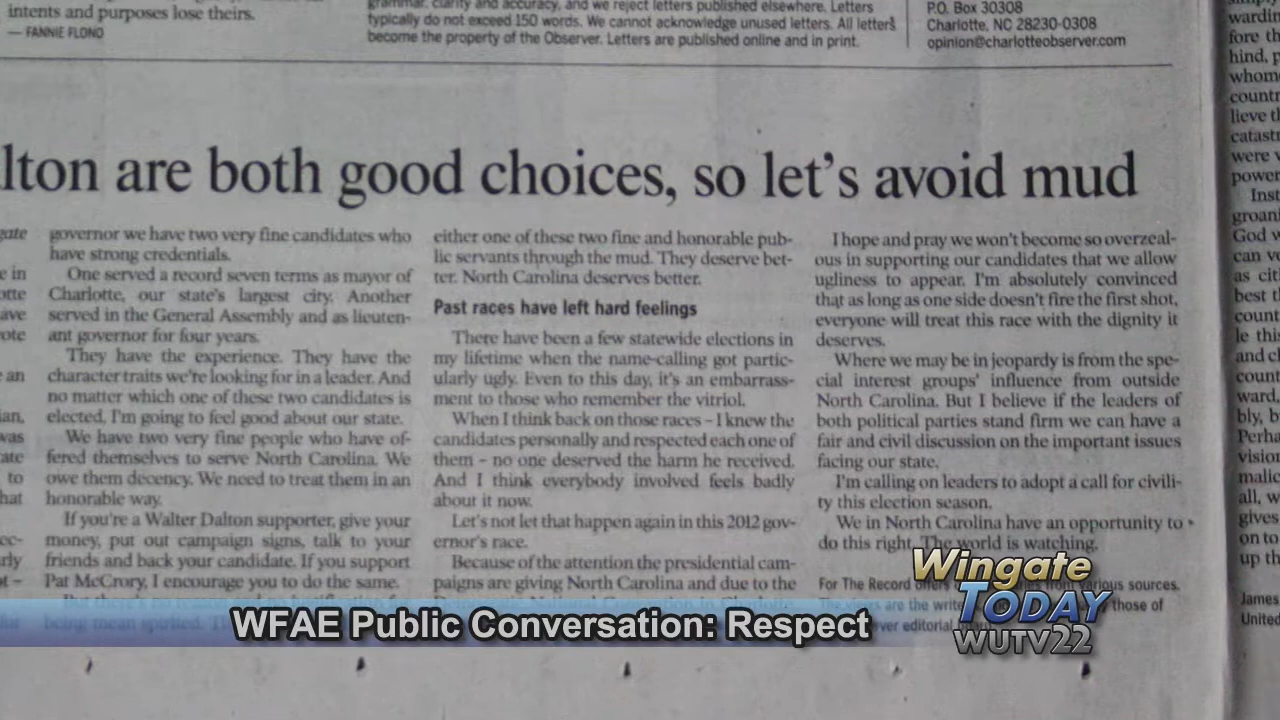 intents and purposes lose theirs.
— FANNIE FLONO
grammar, clarity and accuracy, and we reject letters published elsewhere. Letters
typically do not exceed 150 words. We cannot acknowledge unused letters. All letters
become the property of the Observer. Letters are published online and in print.
P.O. Box 30308
Charlotte, NC 28230-0308
opinion@charlotteobserver.com
lton are both good choices, so let's avoid mud
governor we have two very fine candidates who
have strong credentials.
One served a record seven terms as mayor of
Charlotte, our state's largest city. Another
served in the General Assembly and as lieuten-
ant governor for four years.
They have the experience. They have the
character traits we're looking for in a leader. And
no matter which one of these two candidates is
elected, I'm going to feel good about our state.
We have two very fine people who have of-
fered themselves to serve North Carolina. We
owe them decency. We need to treat them in an
honorable way.
If you're a Walter Dalton supporter, give your
money, put out campaign signs, talk to your
friends and back your candidate. If you support
Pat McCrory, I encourage you to do the same.
being mean spirited.
either one of these two fine and honorable pub-
lic servants through the mud. They deserve bet-
ter. North Carolina deserves better.
Past races have left hard feelings
There have been a few statewide elections in
my lifetime when the name-calling got partic-
ularly ugly. Even to this day, it's an embarrass-
ment to those who remember the vitriol.
When I think back on those races – I knew the
candidates personally and respected each one of
them – no one deserved the harm he received.
And I think everybody involved feels badly
about it now.
Let's not let that happen again in this 2012 gov-
ernor's race.
Because of the attention the presidential cam-
paigns are giving North Carolina and due to the
I hope and pray we won't become so overzeal-
ous in supporting our candidates that we allow
ugliness to appear. I'm absolutely convinced
that as long as one side doesn't fire the first shot,
everyone will treat this race with the dignity it
deserves.
Where we may be in jeopardy is from the spe-
cial interest groups' influence from outside
North Carolina. But I believe if the leaders of
both political parties stand firm we can have a
fair and civil discussion on the important issues
facing our state.
I'm calling on leaders to adopt a call for civili-
ty this election season.
We in North Carolina have an opportunity to
do this right. The world is watching.
For The Record offers from various sources.
The views are the write those of
ver editorial board.
WFAE Public Conversation: Respect
Wingate
TODAY
WUTV22
James
United